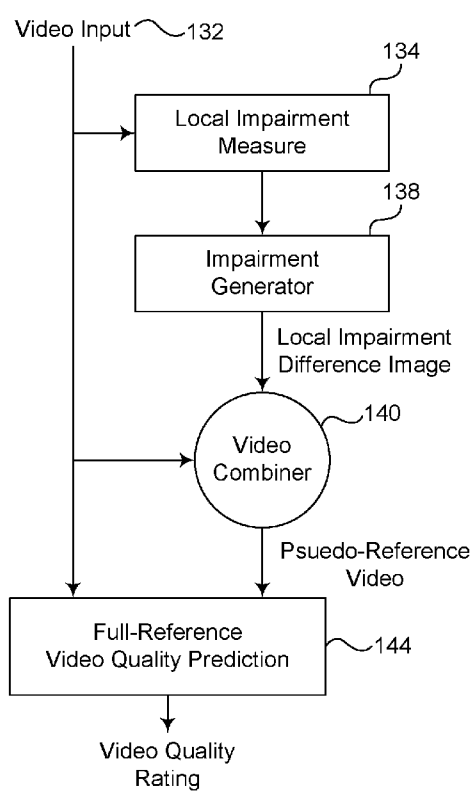 Video Input 132
134
Local Impairment
Measure
138
Impairment
Generator
Local Impairment
Difference Image
140
Video
Combiner
Psuedo-Reference
Video
Full-Reference
Video Quality Prediction
144
Video Quality
Rating